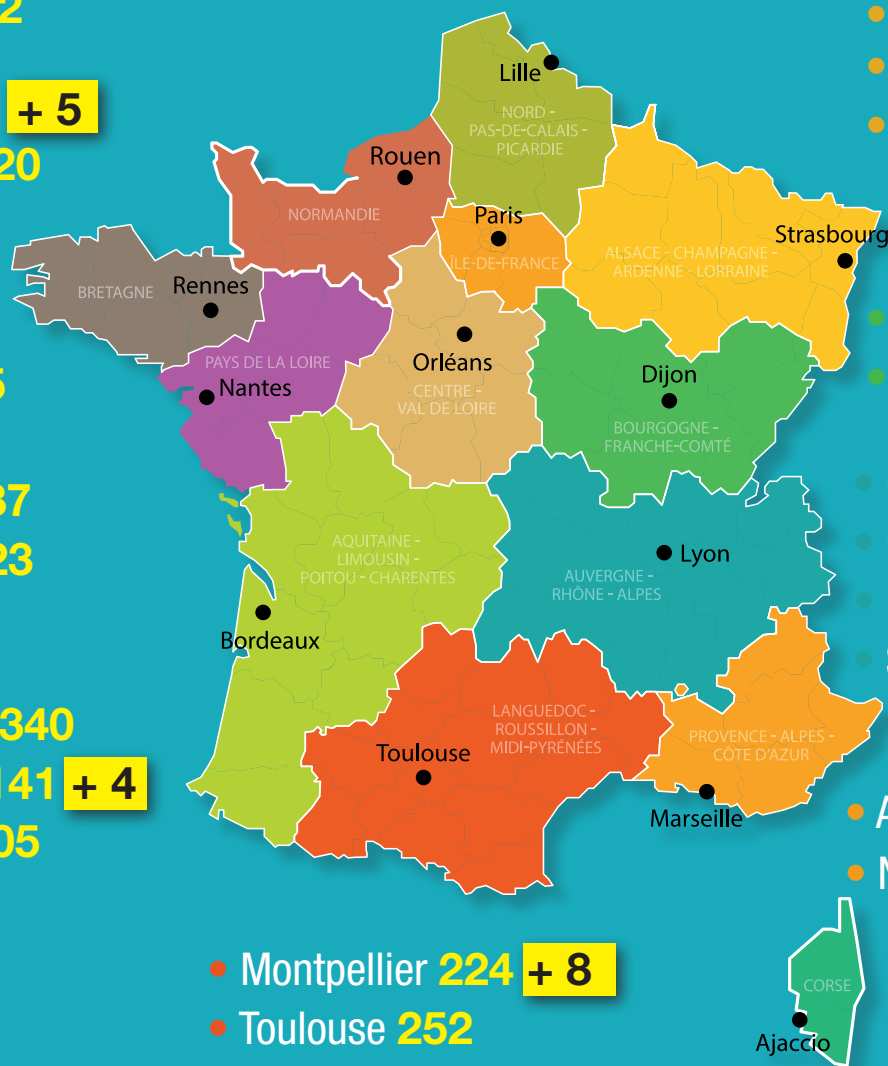 2
+ 5
20
5
37
23
340
141 + 4
05
Lille
NORD -
PAS-DE-CALAIS -
PICARDIE
Rouen
NORMANDIE
Paris
ÎLE-DE-FRANCE
Strasbourg
ALSACE - CHAMPAGNE -
ARDENNE - LORRAINE
BRETAGNE
Rennes
PAYS DE LA LOIRE
Nantes
Orléans
CENTRE -
VAL DE LOIRE
Dijon
BOURGOGNE -
FRANCHE-COMTÉ
AQUITAINE -
LIMOUSIN -
POITOU - CHARENTES
Bordeaux
Lyon
AUVERGNE -
RHÔNE - ALPES
LANGUEDOC -
ROUSSILLON -
MIDI-PYRÉNÉES
Toulouse
PROVENCE - ALPES -
CÔTE D'AZUR
Marseille
CORSE
Ajaccio
• Montpellier 224 + 8
• Toulouse 252